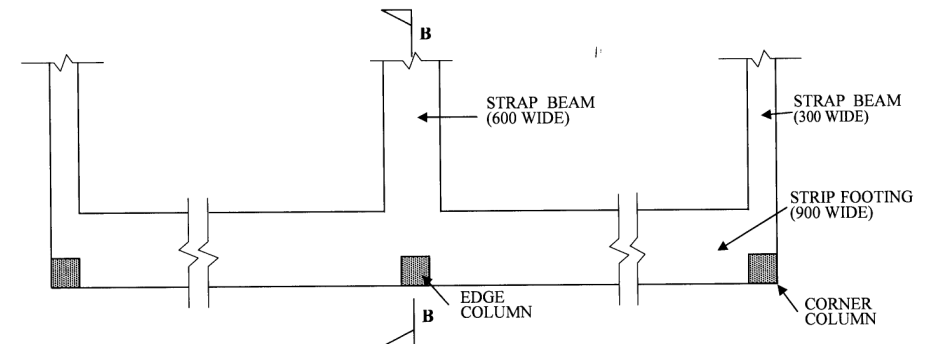 B
STRAP BEAM
(600 WIDE)
STRAP BEAM
(300 WIDE)
STRIP FOOTING
(900 WIDE)
EDGE
COLUMN
B
CORNER
COLUMN